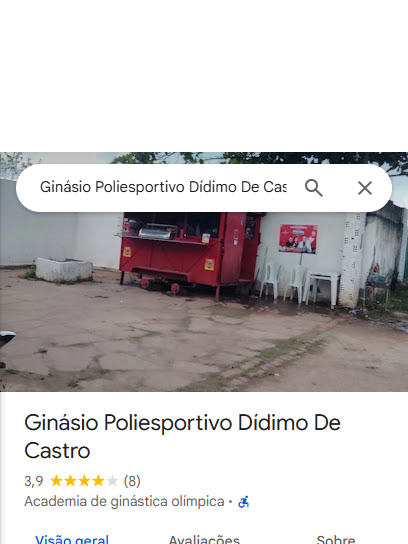 Ginásio Poliesportivo Dídimo De Cas
Ginásio Poliesportivo Dídimo De
Castro
3,9 (8)
Academia de ginástica olímpica ·
Visão geral Avaliações Sobre